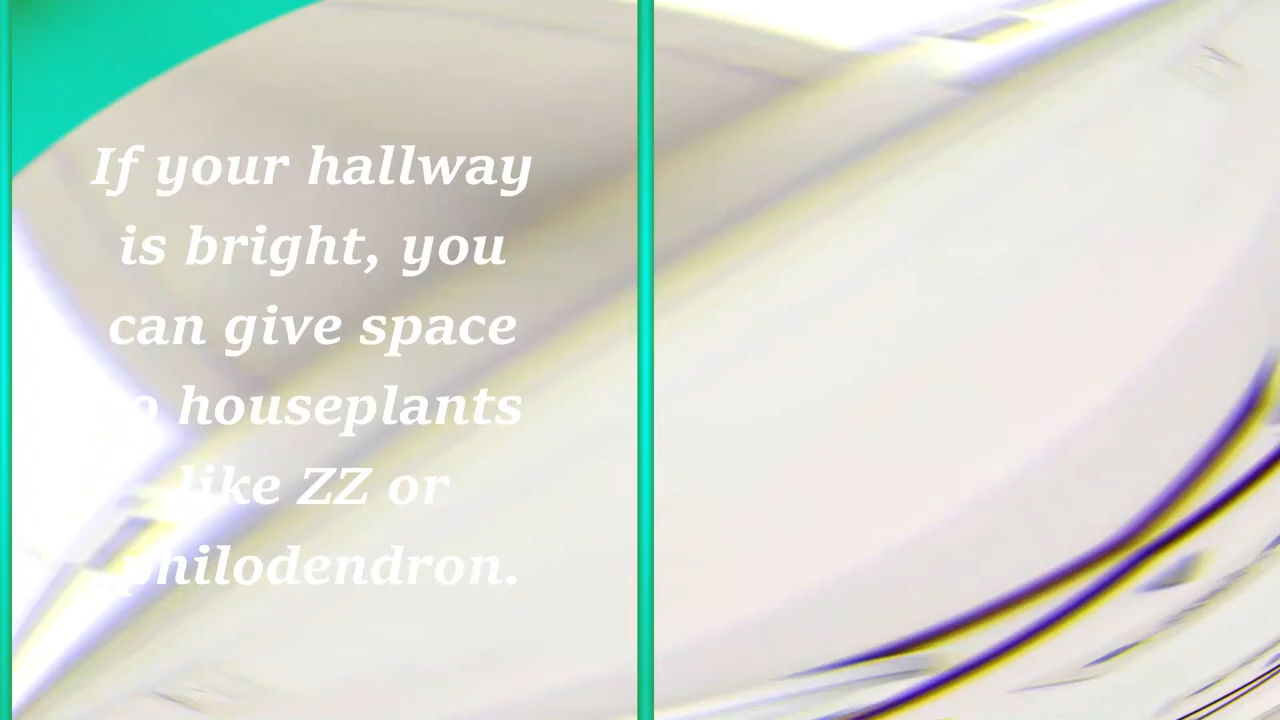 If your hallway
is bright, you
can give space
to houseplants
like ZZ or
philodendron.